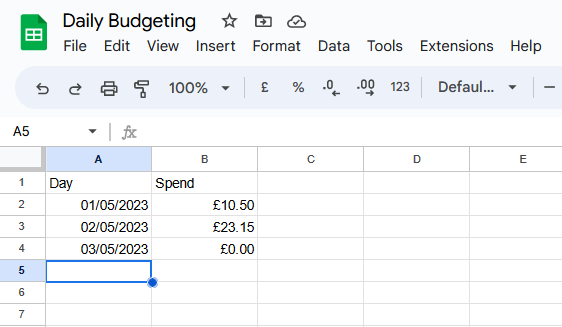 Daily Budgeting
File Edit View Insert Format Data Tools Extensions Help
100% £ % .0 .00 123 Defaul...
A5 fx
A B C D E
1 Day Spend
2 01/05/2023 £10.50
3 02/05/2023 £23.15
4 03/05/2023 £0.00
5
6
7